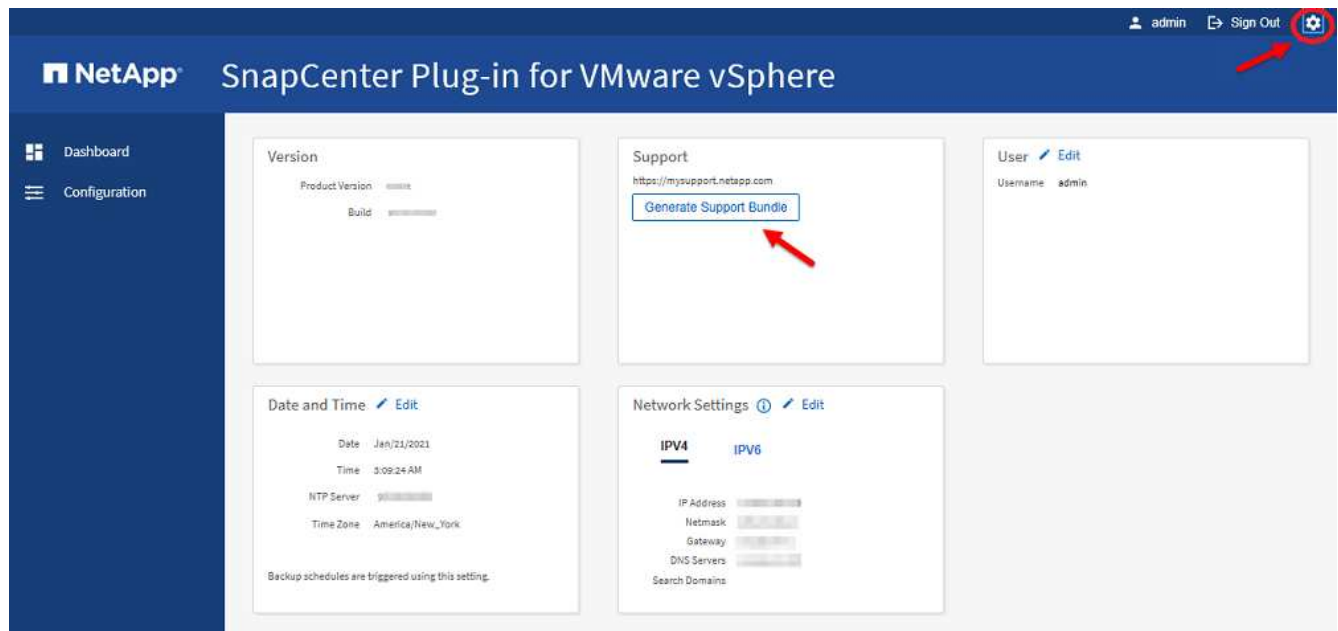 admin Sign Out
NetApp SnapCenter Plug-in for VMware vSphere
Dashboard
Configuration
Version
Product Version
Build
Support
https://mysupport.netapp.com
Generate Support Bundle
User Edit
Username admin
Date and Time Edit
Date Jan/21/2021
Time 3:09:24 AM
NTP Server
Time Zone America/New_York
Backup schedules are triggered using this setting.
Network Settings Edit
IPV4 IPV6
IP Address
Netmask
Gateway
DNS Servers
Search Domains